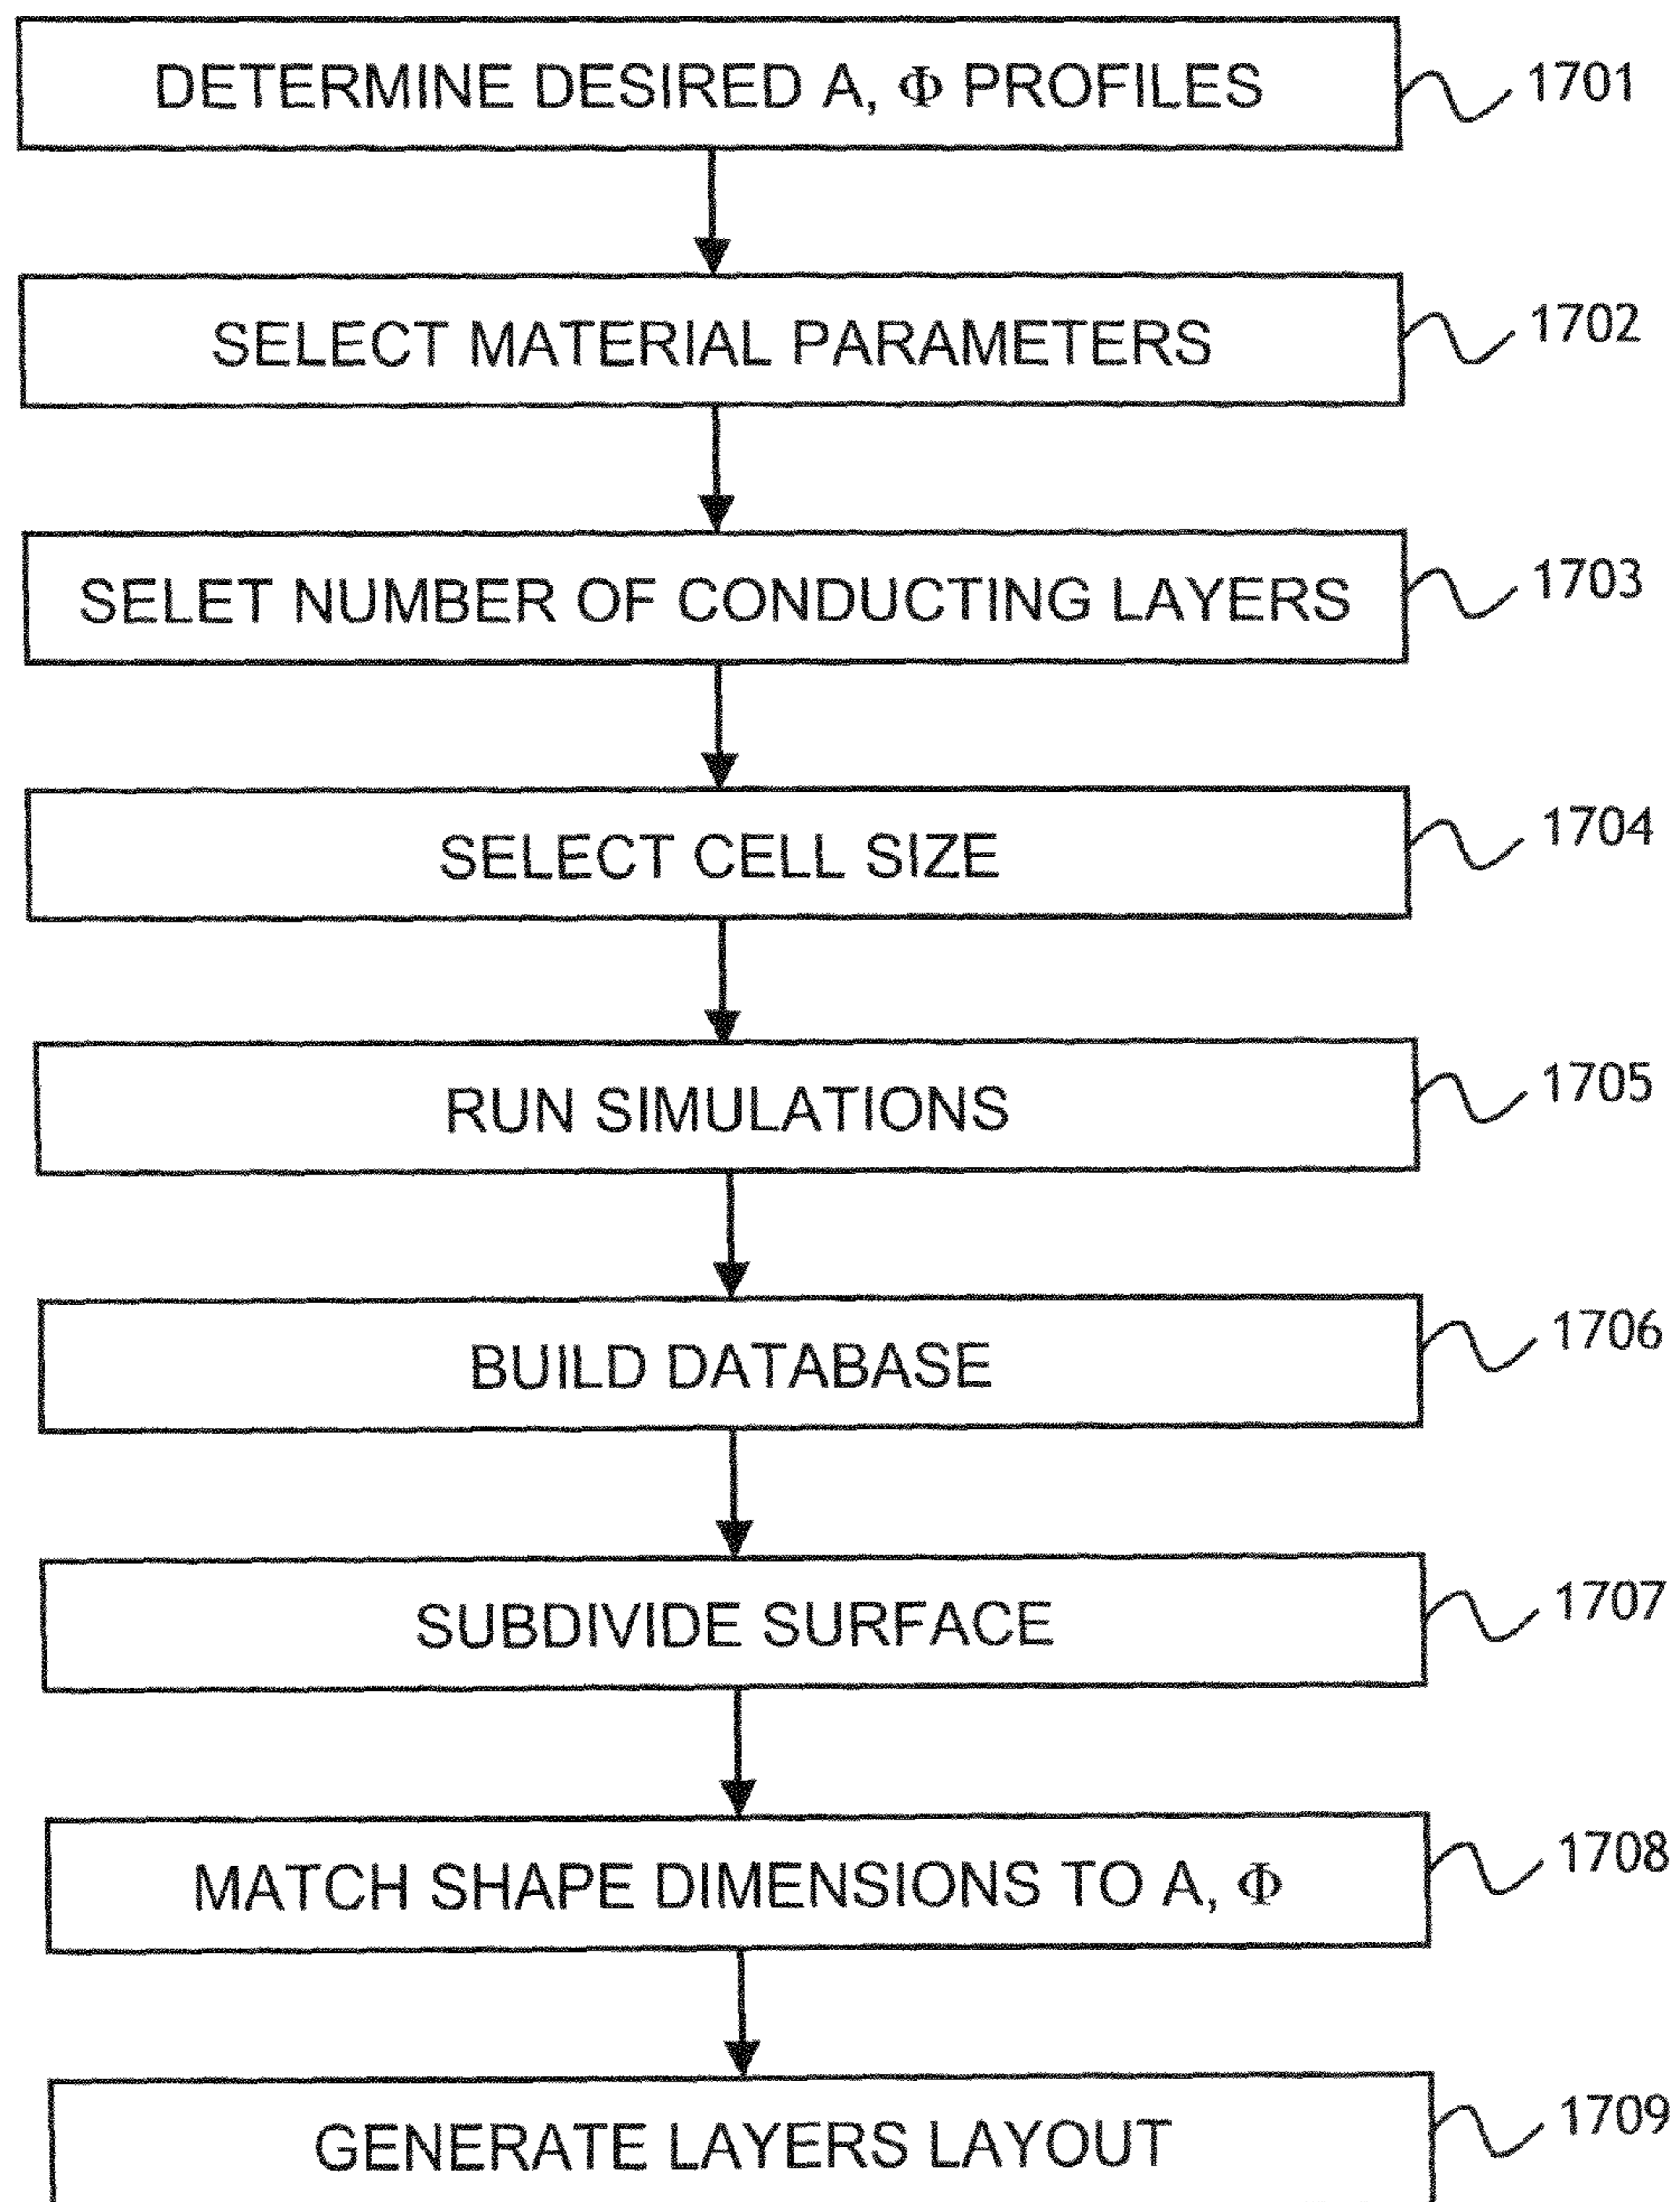 DETERMINE DESIRED A, Φ PROFILES 1701
SELECT MATERIAL PARAMETERS 1702
SELET NUMBER OF CONDUCTING LAYERS 1703
SELECT CELL SIZE 1704
RUN SIMULATIONS 1705
BUILD DATABASE 1706
SUBDIVIDE SURFACE 1707
MATCH SHAPE DIMENSIONS TO A, Φ 1708
GENERATE LAYERS LAYOUT 1709